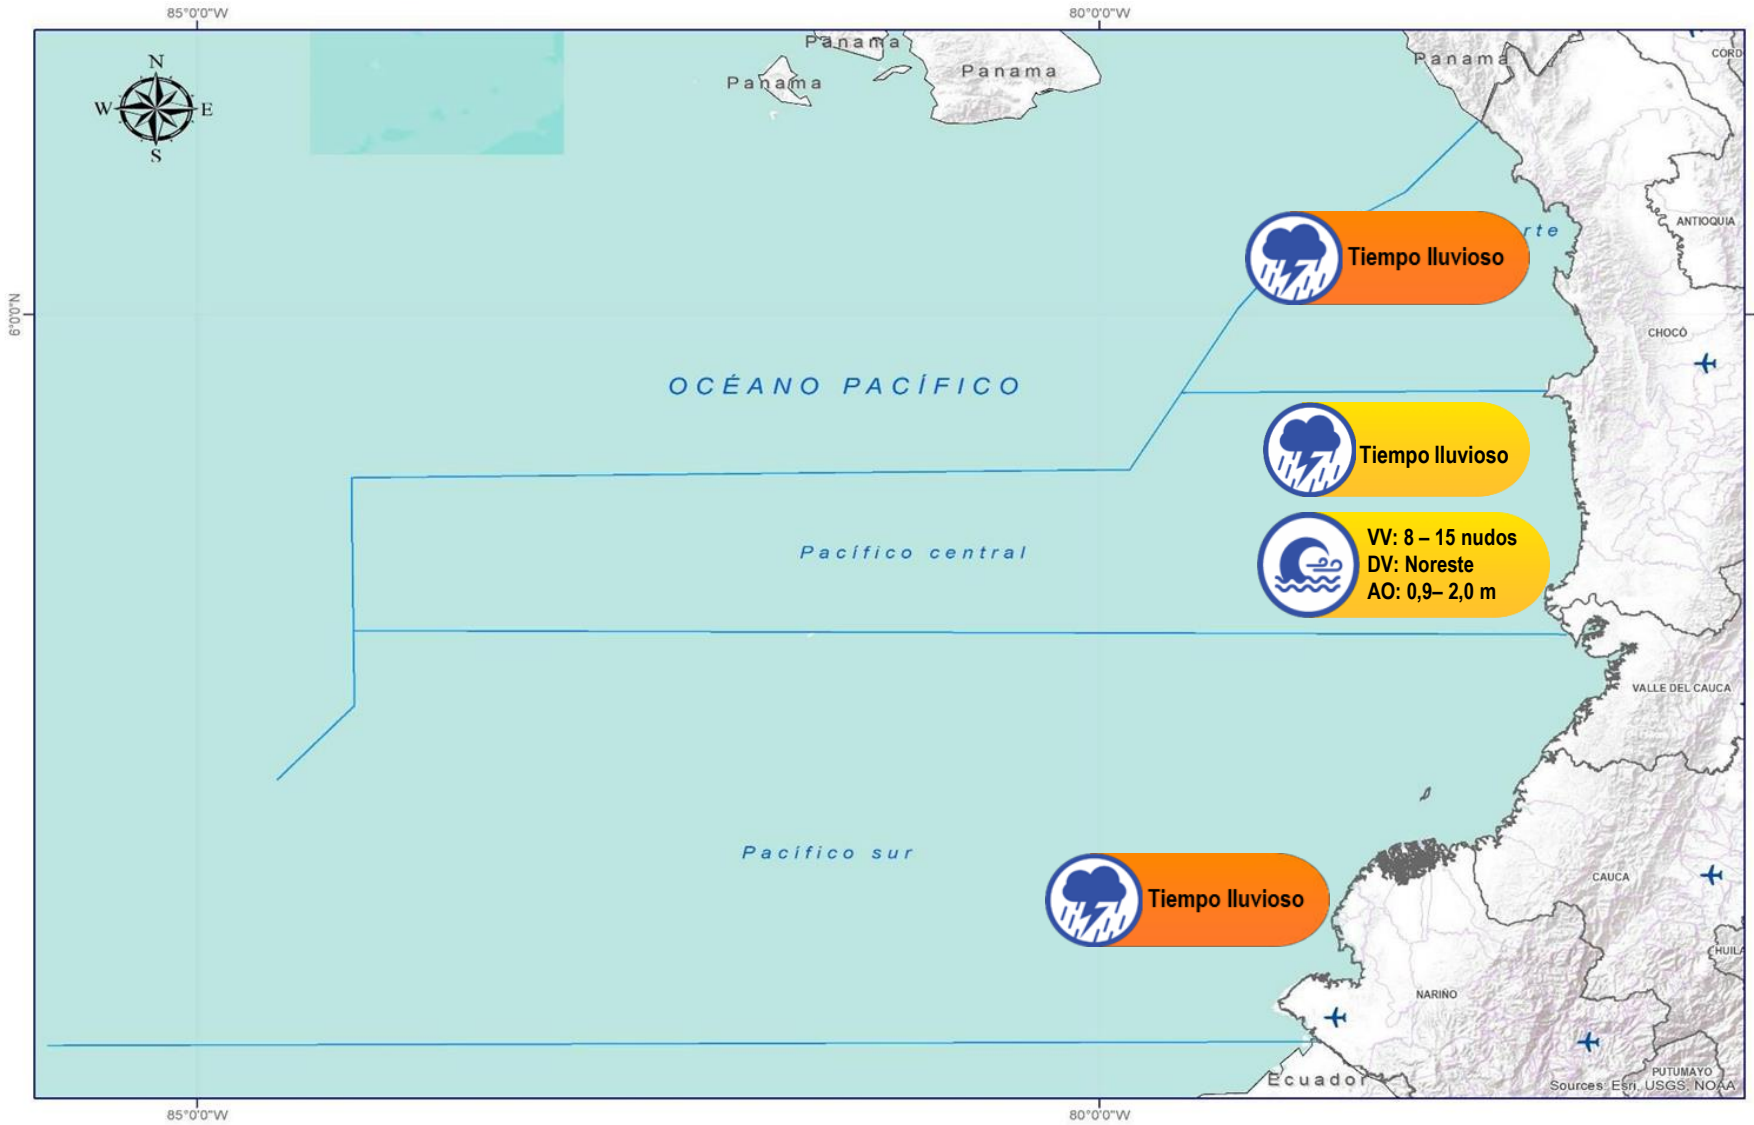 85°0'0"W 80°0'0"W
N
W E
S
Panama
Panama
Panama
Panama
CÓRD
ANTIOQUIA
rte
Tiempo lluvioso
6°0'0"N
CHOCÓ
OCÉANO PACÍFICO
Tiempo lluvioso
VV: 8 – 15 nudos
DV: Noreste
AO: 0,9– 2,0 m
Pacífico central
VALLE DEL CAUCA
Pacífico sur
CAUCA
Tiempo lluvioso
HUILA
NARIÑO
PUTUMAYO
Ecuador
Sources: Esri, USGS, NOAA
85°0'0"W 80°0'0"W